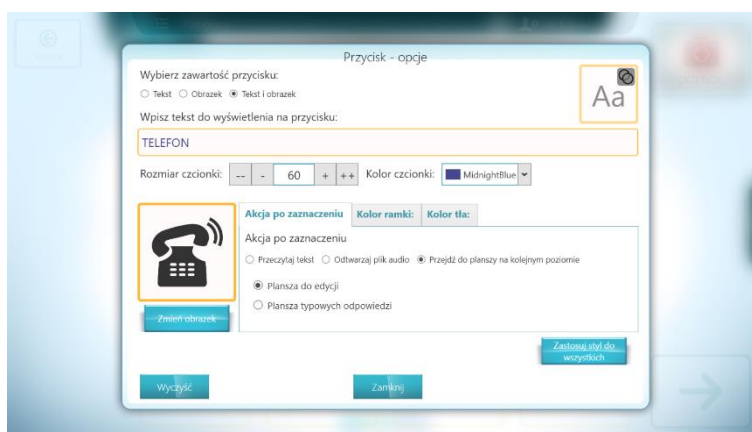 Przycisk - opcje
Wybierz zawartość przycisku:
Tekst Obrazek Tekst i obrazek
Aa
Wpisz tekst do wyświetlenia na przycisku:
TELEFON
Rozmiar czcionki: -- - 60 + ++ Kolor czcionki: MidnightBlue
Akcja po zaznaczeniu Kolor ramki: Kolor tła:
Akcja po zaznaczeniu
Przeczytaj tekst Odtwarzaj plik audio Przejdź do planszy na kolejnym poziomie
Plansza do edycji
Plansza typowych odpowiedzi
Zmień obrazek
Zastosuj styl do
wszystkich
Wyczyść Zamknij